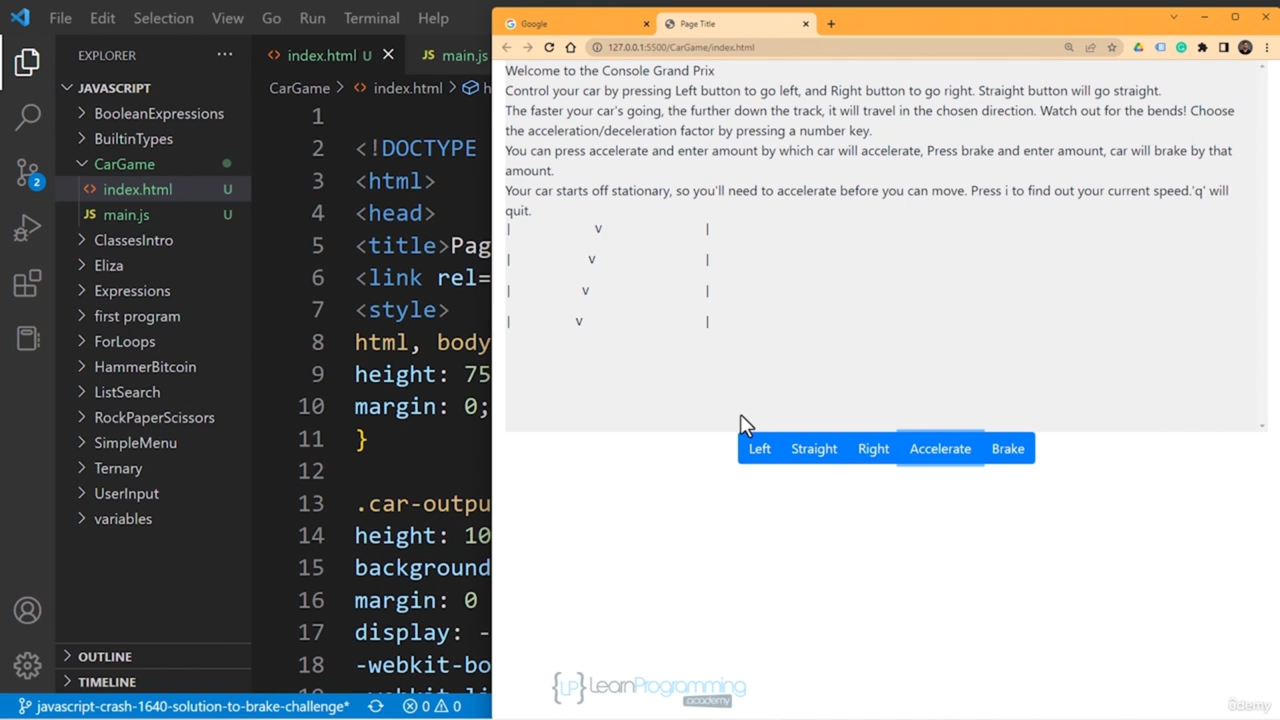 File Edit Selection View Go Run Terminal Help
Google
Page Title
127.0.0.1:5500/CarGame/index.html
EXPLORER
index.html U
JS main.js
JAVASCRIPT
CarGame > index.html >
BooleanExpressions
BuiltinTypes
CarGame
index.html U
JS main.js U
ClassesIntro
Eliza
Expressions
first program
ForLoops
HammerBitcoin
ListSearch
RockPaperScissors
SimpleMenu
Ternary
UserInput
variables
OUTLINE
TIMELINE
2
1
2 <!DOCTYPE
3 <html>
4 <head>
5 <title>Pag
6 <link rel=
7 <style>
8 html, body
9 height: 75
10 margin: 0;
11 }
12
13 .car-outpu
14 height: 10
15 background
16 margin: 0
17 display: -
18 -webkit-bo
Welcome to the Console Grand Prix
Control your car by pressing Left button to go left, and Right button to go right. Straight button will go straight.
The faster your car's going, the further down the track, it will travel in the chosen direction. Watch out for the bends! Choose
the acceleration/deceleration factor by pressing a number key.
You can press accelerate and enter amount by which car will accelerate, Press brake and enter amount, car will brake by that
amount.
Your car starts off stationary, so you'll need to accelerate before you can move. Press i to find out your current speed.'q' will
quit.
| v |
| v |
| v |
| v |
Left Straight Right Accelerate Brake
{LP} LearnProgramming
academy
javascript-crash-1640-solution-to-brake-challenge* 0 0
ûdemy